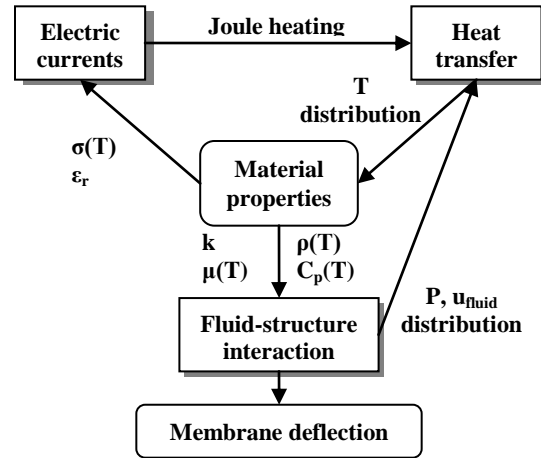 Electric
currents
Joule heating
Heat
transfer
T
distribution
σ(T)
εr
Material
properties
k
μ(T)
ρ(T)
Cp(T)
Fluid-structure
interaction
P, ufluid
distribution
Membrane deflection